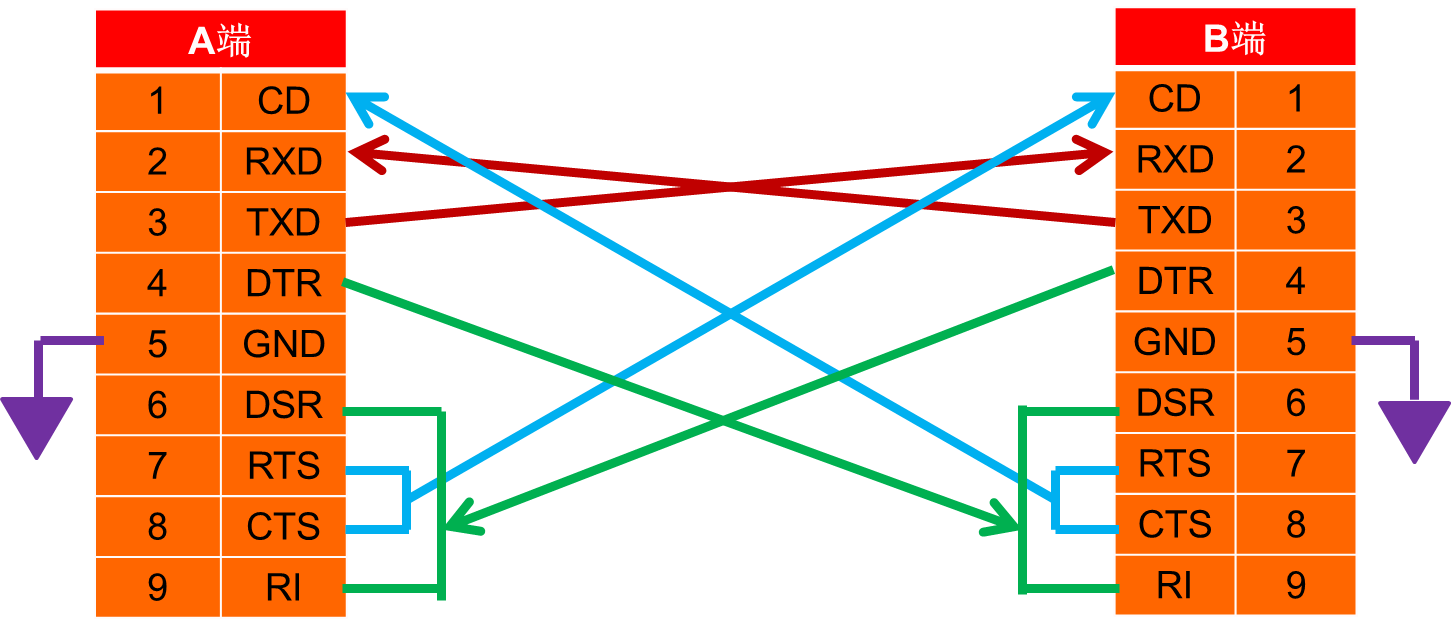 A端
1 CD
2 RXD
3 TXD
4 DTR
5 GND
6 DSR
7 RTS
8 CTS
9 RI
B端
CD 1
RXD 2
TXD 3
DTR 4
GND 5
DSR 6
RTS 7
CTS 8
RI 9